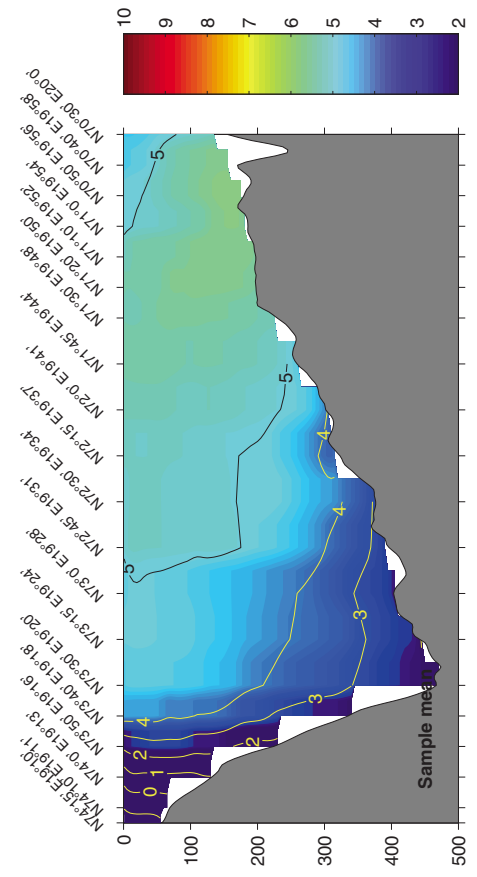 N74°15' E19°10'
N74°10' E19°11'
N74°0' E19°13'
N73°50' E19°16'
N73°40' E19°18'
N73°30' E19°20'
N73°15' E19°24'
N73°0' E19°28'
N72°45' E19°31'
N72°30' E19°34'
N72°15' E19°37'
N72°0' E19°41'
N71°45' E19°44'
N71°30' E19°48'
N71°20' E19°50'
N71°10' E19°52'
N71°0' E19°54'
N70°50' E19°56'
N70°40' E19°58'
N70°30' E20°0'
0
100
200
300
400
500
0
1
2
2
4
3
3
4
4
5
5
5
Sample mean
10
9
8
7
6
5
4
3
2